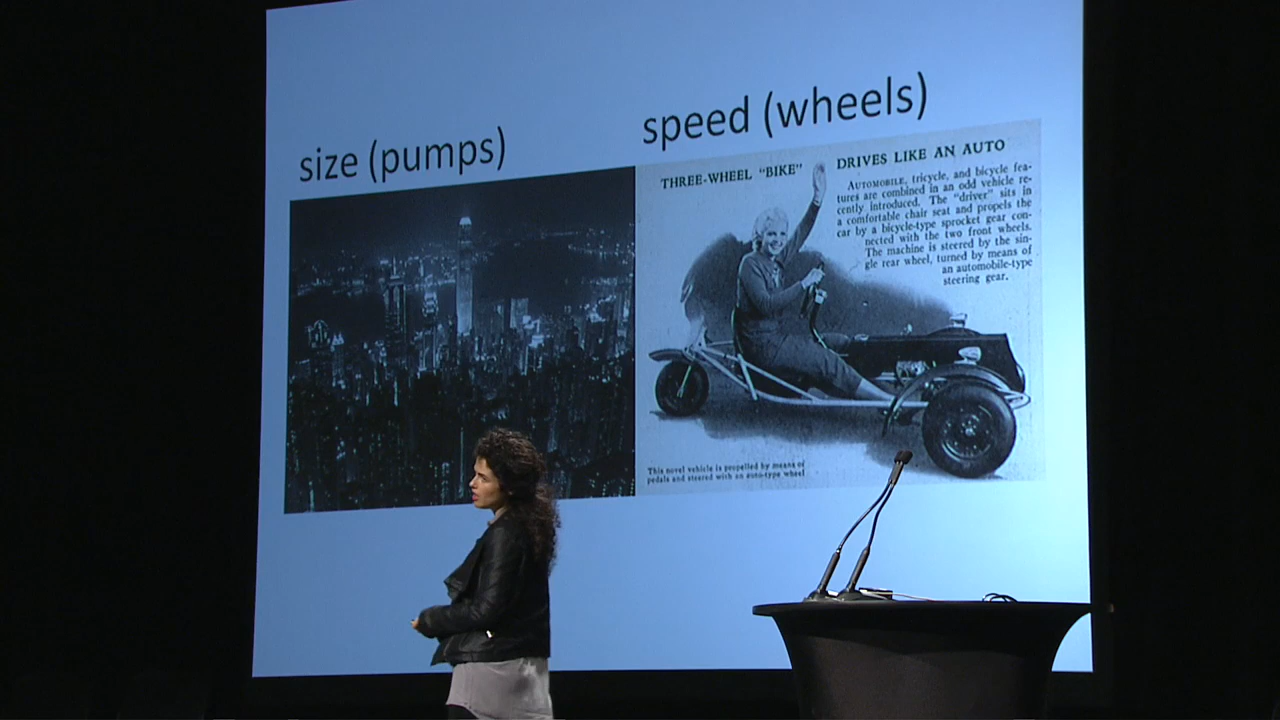 size (pumps)
speed (wheels)
THREE-WHEEL "BIKE"
DRIVES LIKE AN AUTO
AUTOMOBILE, tricycle, and bicycle fea-
tures are combined in an odd vehicle re-
cently introduced. The "driver" sits in
a comfortable chair seat and propels the
car by a bicycle-type sprocket gear con-
nected with the two front wheels.
The machine is steered by the sin-
gle rear wheel, turned by means of
an automobile-type
steering gear.
This novel vehicle is propelled by means of
pedals and steered with an auto-type wheel